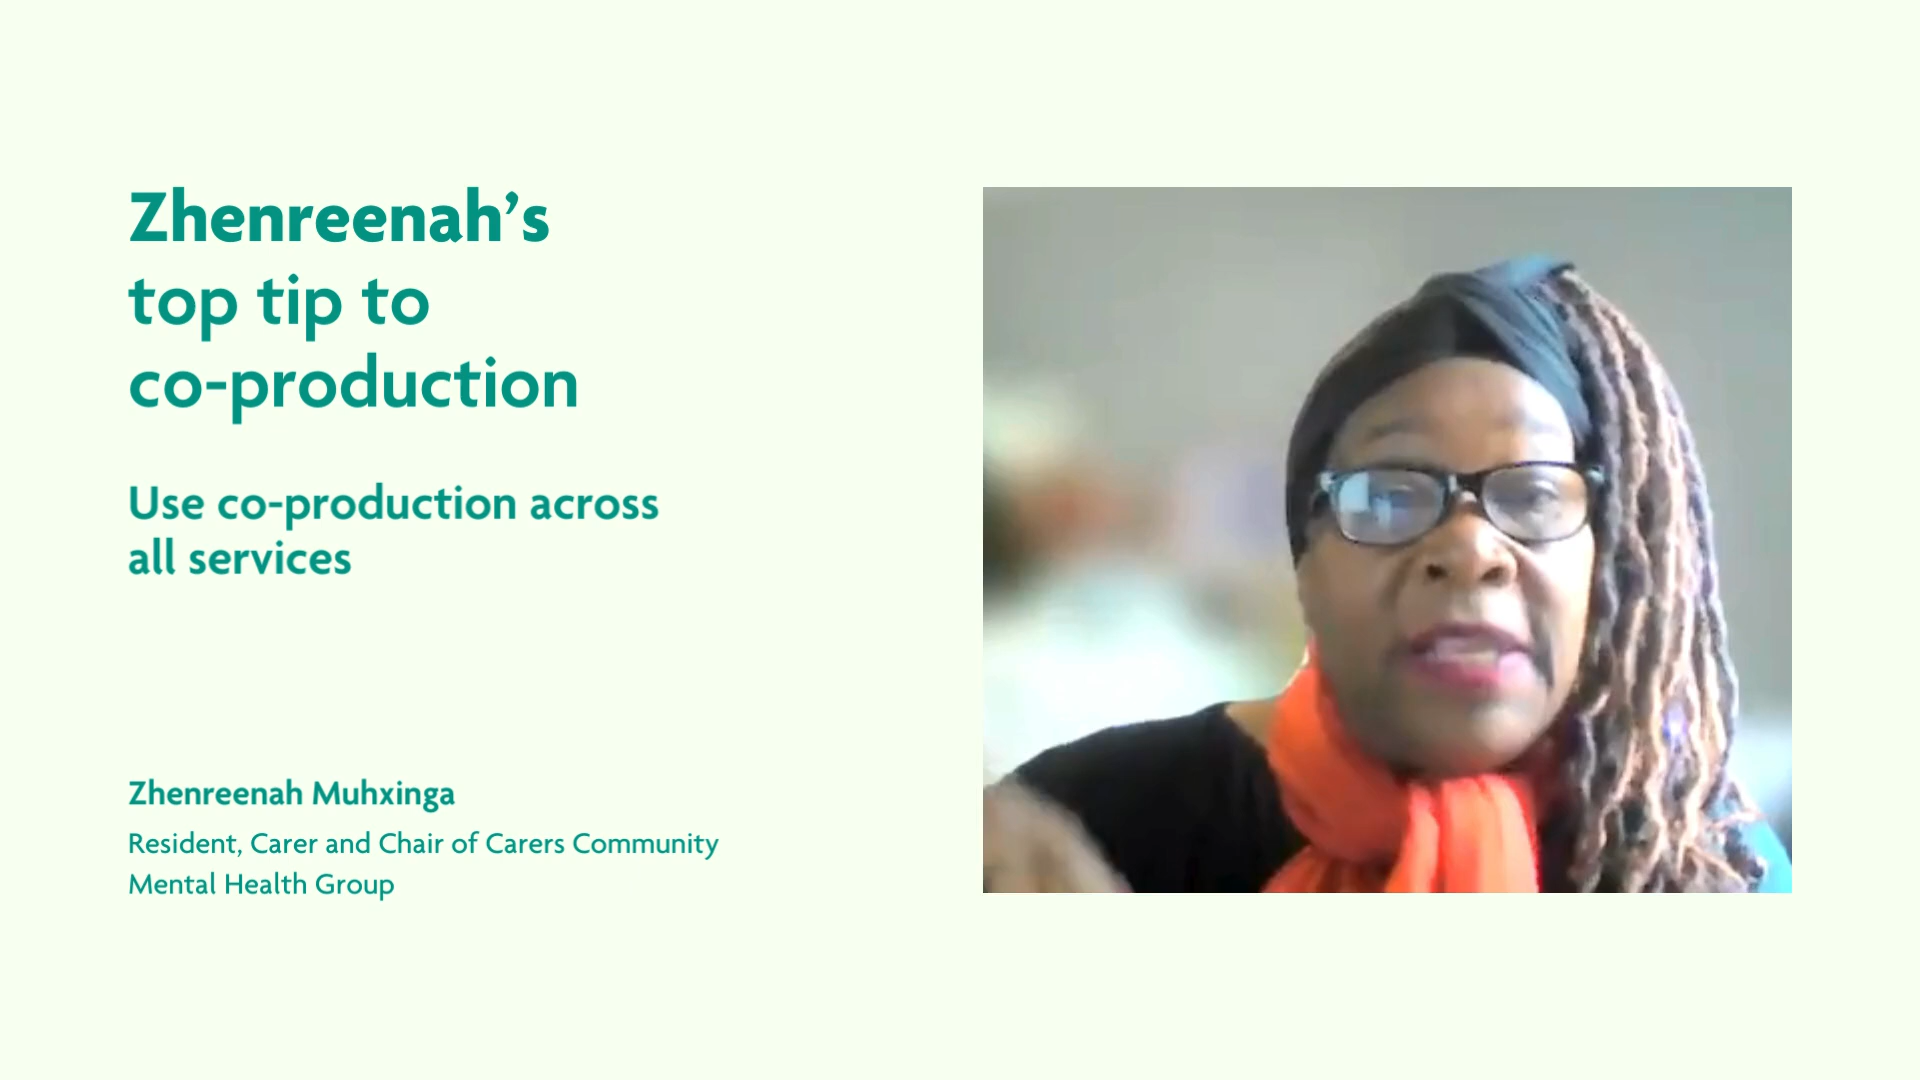 Zhenreenah’s
top tip to
co-production
Use co-production across
all services
Zhenreenah Muhxinga
Resident, Carer and Chair of Carers Community
Mental Health Group